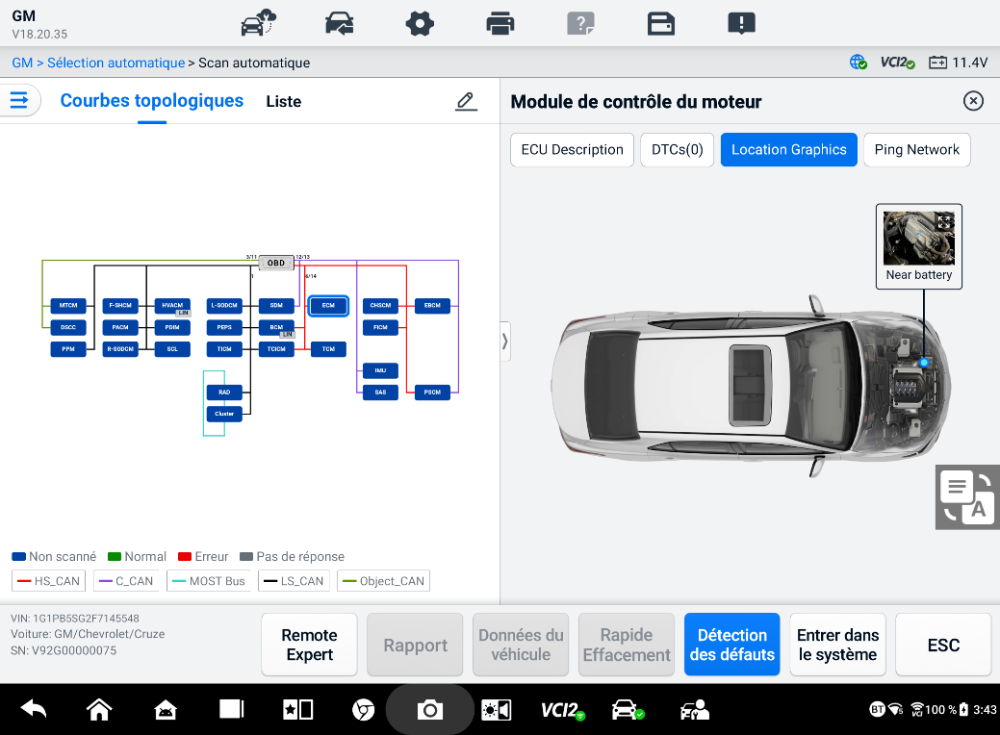 GM
V18.20.35
GM > Sélection automatique > Scan automatique
VCI2
11.4V
Courbes topologiques
Liste
Module de contrôle du moteur
ECU Description
DTCs(0)
Location Graphics
Ping Network
Near battery
3/11
OBD
12/13
1
6/14
MTCM
F-SHCM
HVACM
LIN
L-SODCM
SDM
ECM
CHSCM
EBCM
DSCC
PACM
PDIM
PEPS
BCM
LIN
FICM
PPM
R-SODCM
SCL
TICM
TCICM
TCM
IMU
RAD
SAS
PSCM
Cluster
A
Non scanné
Normal
Erreur
Pas de réponse
HS_CAN
C_CAN
MOST Bus
LS_CAN
Object_CAN
VIN: 1G1PB5SG2F7145548
Voiture: GM/Chevrolet/Cruze
SN: V92G00000075
Remote
Expert
Rapport
Données du
véhicule
Rapide
Effacement
Détection
des défauts
Entrer dans
le système
ESC
VCI2
BT
5
VCI
100 %
3:43